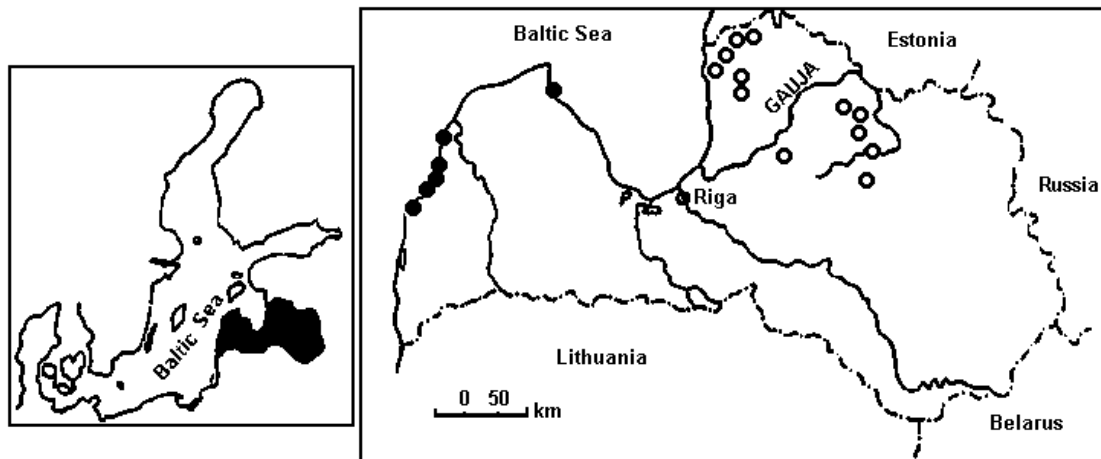 Baltic Sea
Baltic Sea
Estonia
GAUJA
Riga
Russia
Lithuania
0 50
km
Belarus